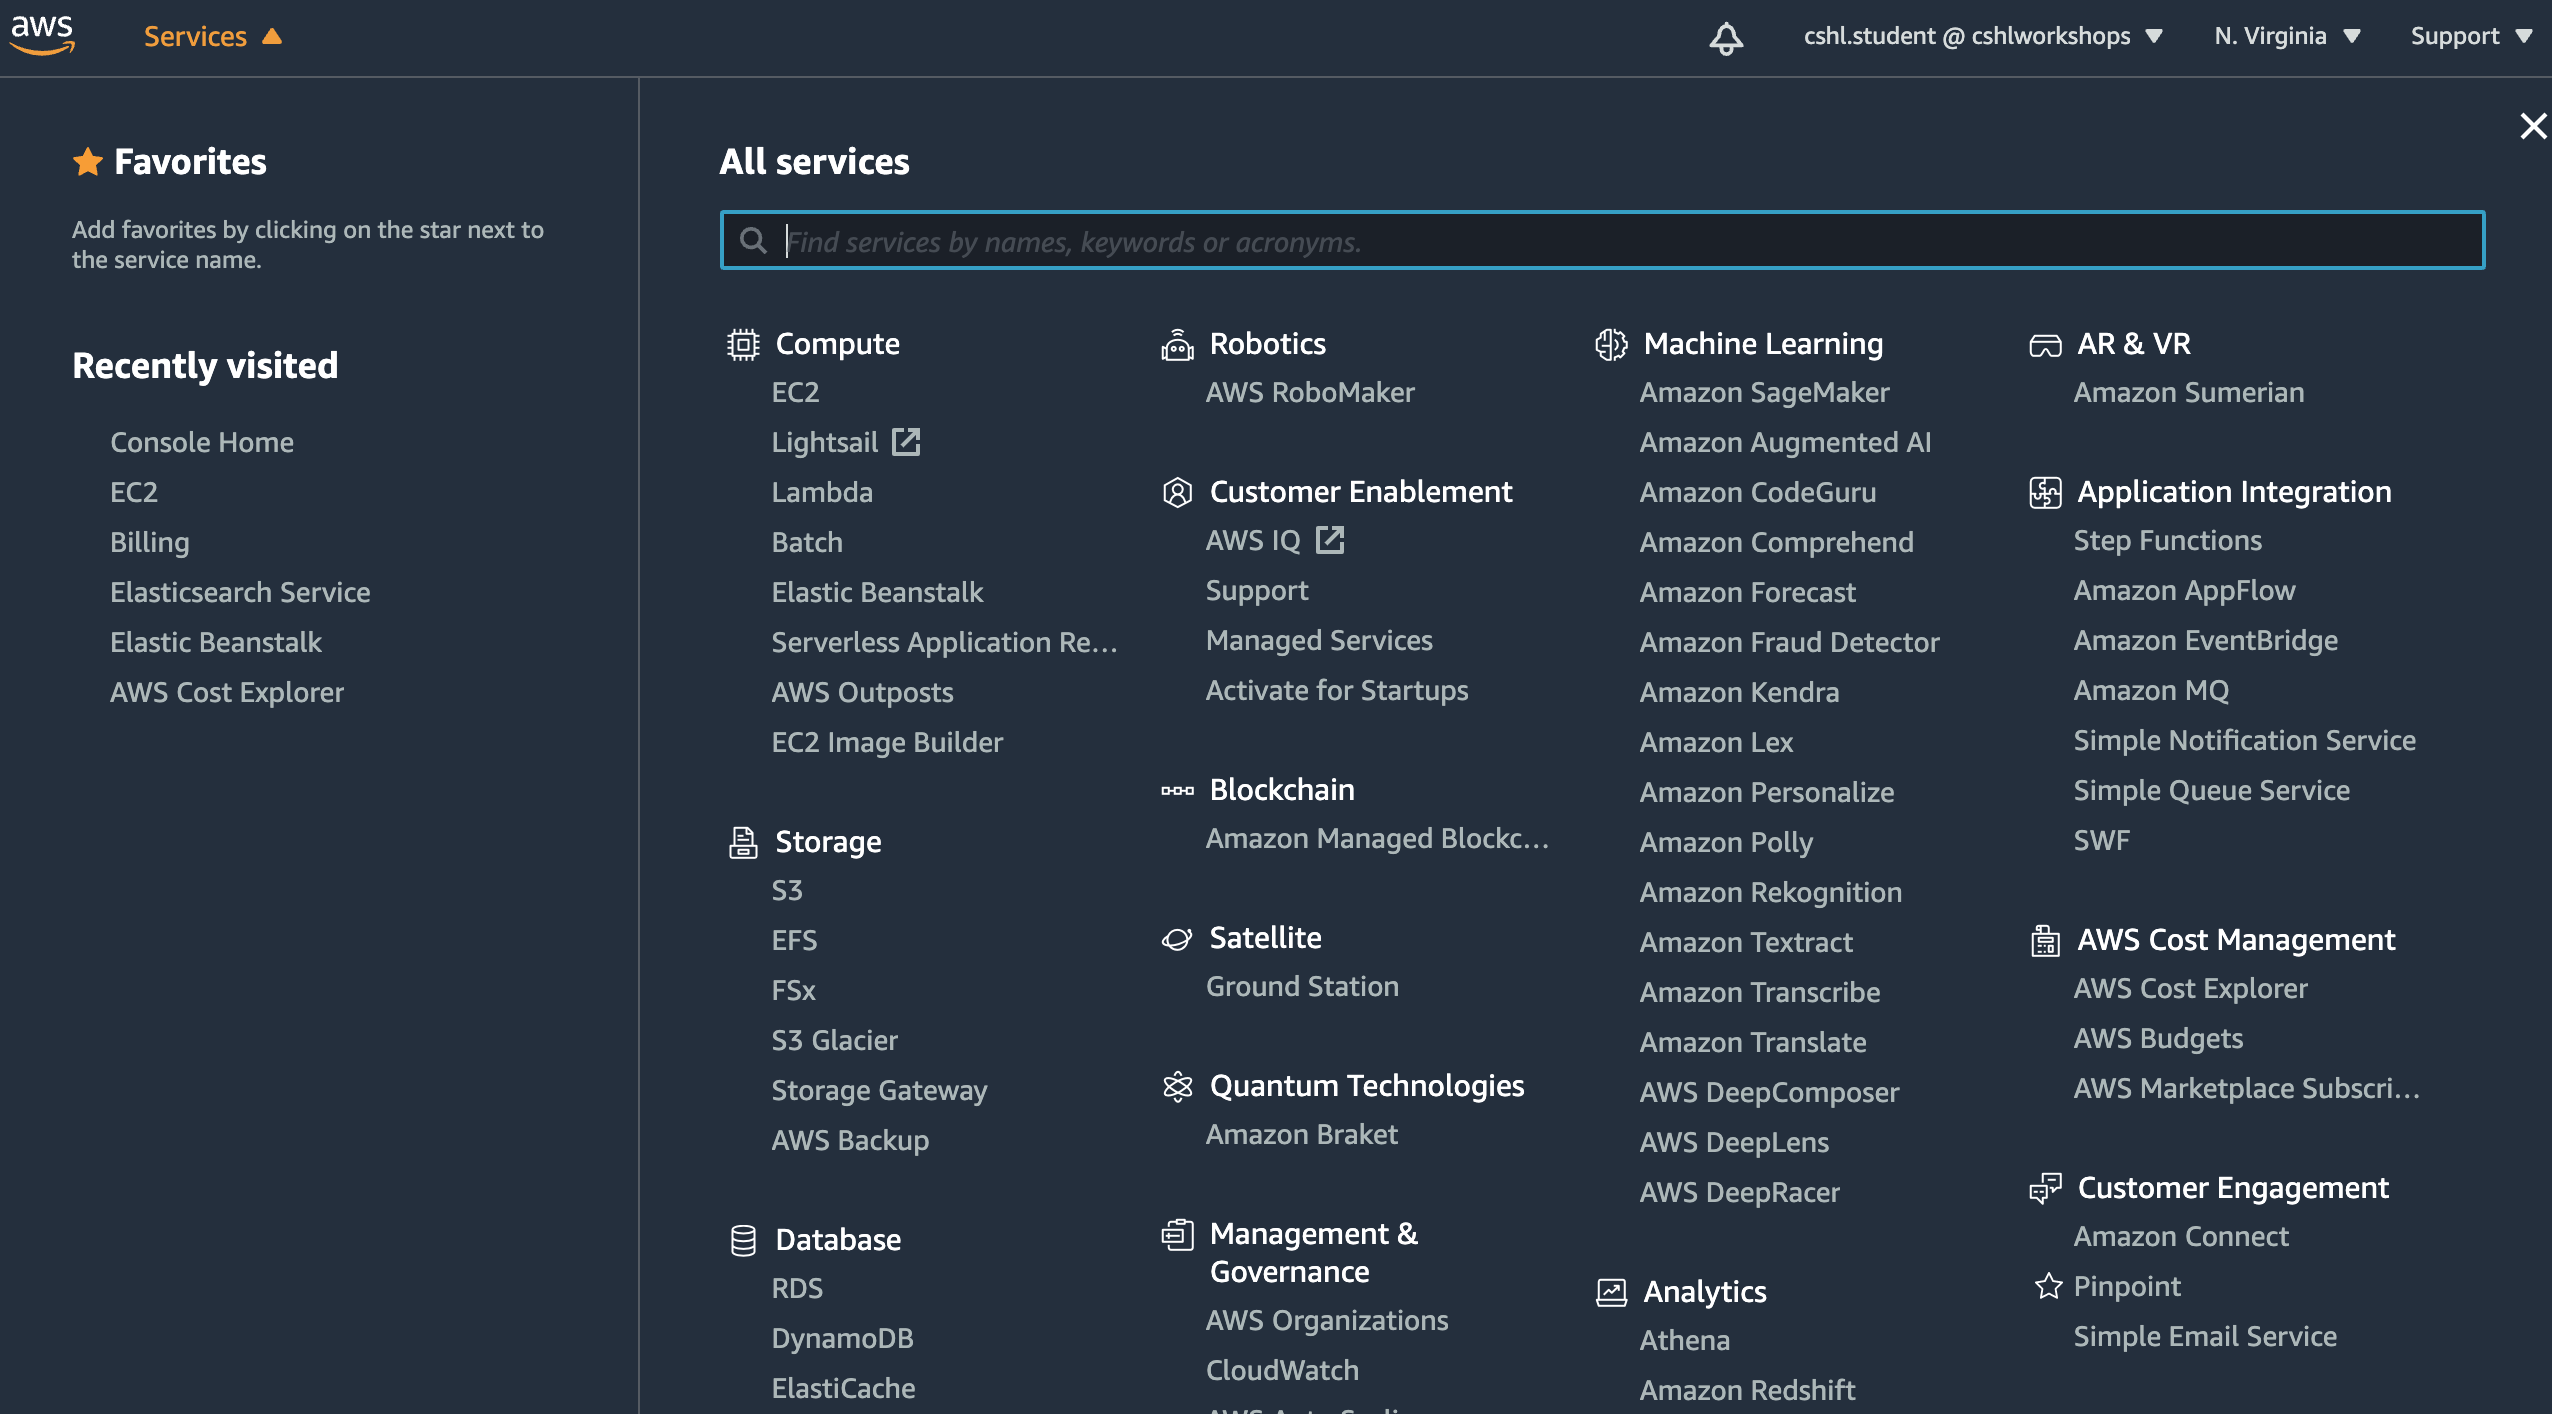 aws
Services
cshl.student @ cshlworkshops
N. Virginia
Support
Favorites
Add favorites by clicking on the star next to
the service name.
Recently visited
Console Home
EC2
Billing
Elasticsearch Service
Elastic Beanstalk
AWS Cost Explorer
All services
Find services by names, keywords or acronyms.
Compute
EC2
Lightsail
Lambda
Batch
Elastic Beanstalk
Serverless Application Re...
AWS Outposts
EC2 Image Builder
Storage
S3
EFS
FSx
S3 Glacier
Storage Gateway
AWS Backup
Database
RDS
DynamoDB
ElastiCache
Robotics
AWS RoboMaker
Customer Enablement
AWS IQ
Support
Managed Services
Activate for Startups
Blockchain
Amazon Managed Blockc...
Satellite
Ground Station
Quantum Technologies
Amazon Braket
Management &
Governance
AWS Organizations
CloudWatch
Machine Learning
Amazon SageMaker
Amazon Augmented AI
Amazon CodeGuru
Amazon Comprehend
Amazon Forecast
Amazon Fraud Detector
Amazon Kendra
Amazon Lex
Amazon Personalize
Amazon Polly
Amazon Rekognition
Amazon Textract
Amazon Transcribe
Amazon Translate
AWS DeepComposer
AWS DeepLens
AWS DeepRacer
Analytics
Athena
Amazon Redshift
AR & VR
Amazon Sumerian
Application Integration
Step Functions
Amazon AppFlow
Amazon EventBridge
Amazon MQ
Simple Notification Service
Simple Queue Service
SWF
AWS Cost Management
AWS Cost Explorer
AWS Budgets
AWS Marketplace Subscri...
Customer Engagement
Amazon Connect
Pinpoint
Simple Email Service